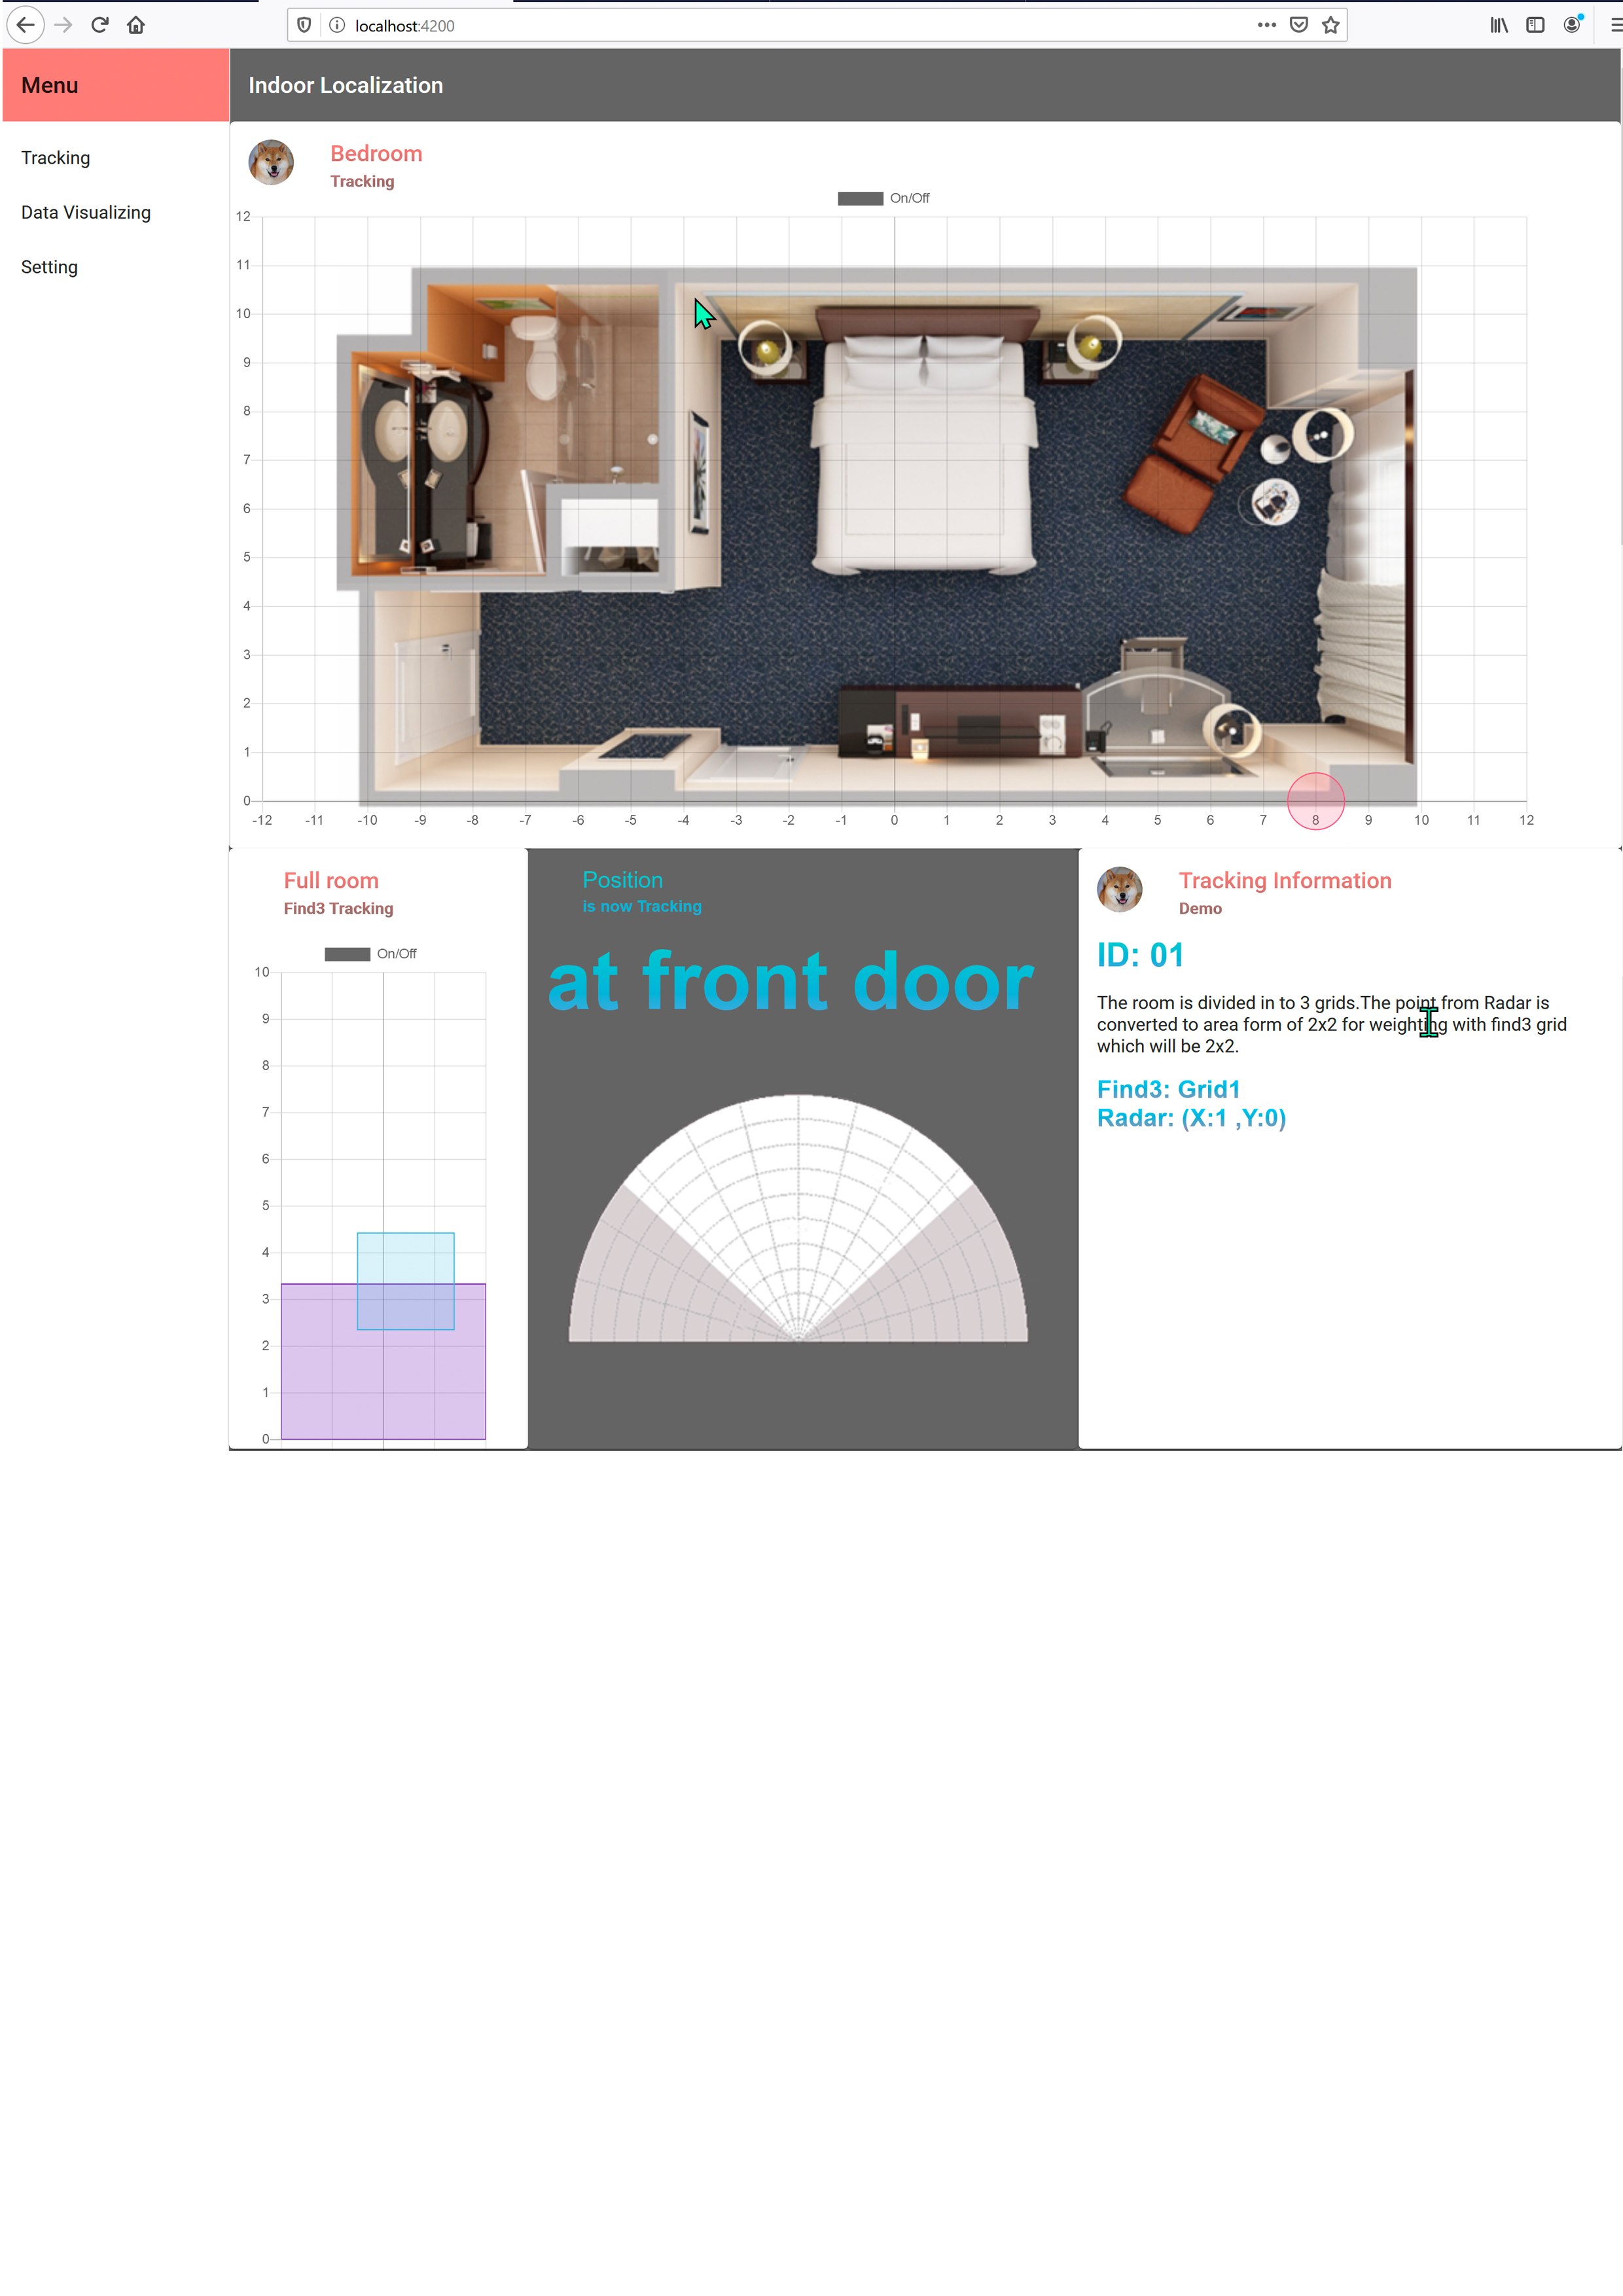 localhost:4200
Menu
Indoor Localization
Tracking
Data Visualizing
Setting
Bedroom
Tracking
On/Off
12
11
10
9
8
7
6
5
4
3
2
1
0
-12 -11 -10 -9 -8 -7 -6 -5 -4 -3 -2 -1 0 1 2 3 4 5 6 7 8 9 10 11 12
Full room
Find3 Tracking
On/Off
10
9
8
7
6
5
4
3
2
1
0
Position
is now Tracking
at front door
Tracking Information
Demo
ID: 01
The room is divided in to 3 grids.The point from Radar is
converted to area form of 2x2 for weighting with find3 grid
which will be 2x2.
Find3: Grid1
Radar: (X:1 ,Y:0)